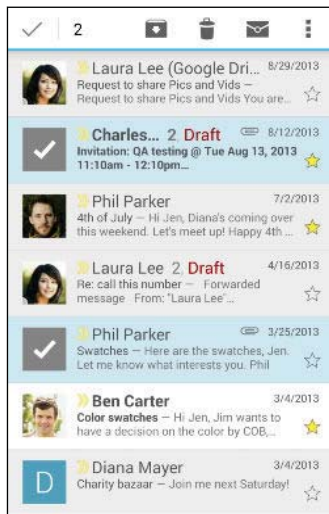 2
Laura Lee (Google Dri... 8/29/2013
Request to share Pics and Vids —
Request to share Pics and Vids You are...
Charles... 2, Draft 8/12/2013
Invitation: QA testing @ Tue Aug 13, 2013
11:10am - 12:10pm...
Phil Parker 7/2/2013
4th of July — Hi Jen, Diana's coming over
this weekend. Let's meet up! Happy 4th ...
Laura Lee 2, Draft 4/16/2013
Re: call this number — Forwarded
message From: "Laura Lee"...
Phil Parker 3/25/2013
Swatches — Here are the swatches, Jen.
Let me know what interests you. Phil
Ben Carter 3/4/2013
Color swatches — Hi Jen, Jim wants to
have a decision on the color by COB,...
D Diana Mayer 3/4/2013
Charity bazaar — Join me next Saturday!